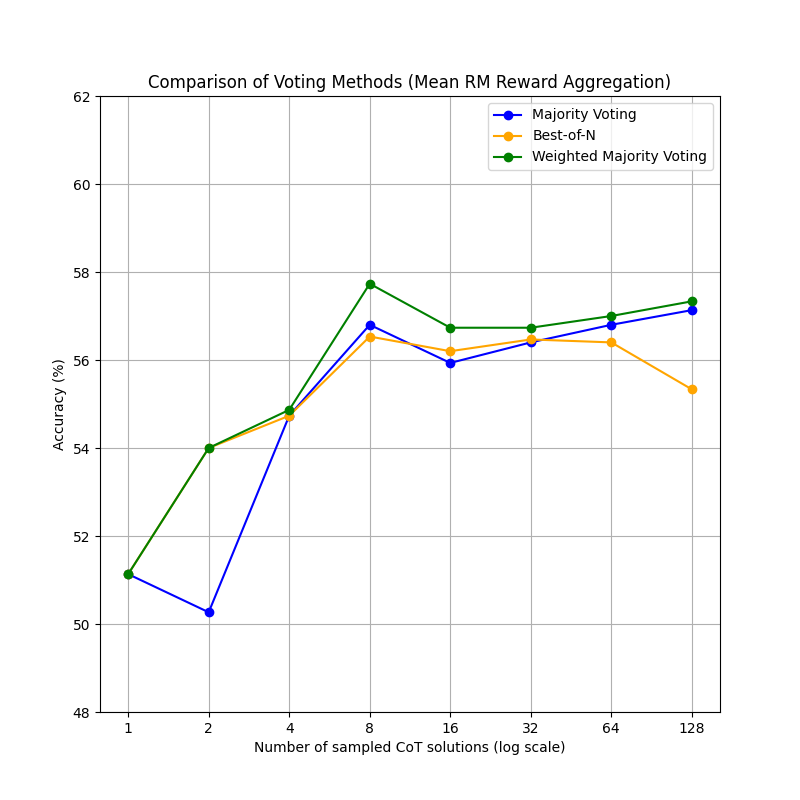 Comparison of Voting Methods (Mean RM Reward Aggregation)
62
60
58
56
54
52
50
48
Accuracy (%)
Majority Voting
Best-of-N
Weighted Majority Voting
1 2 4 8 16 32 64 128
Number of sampled CoT solutions (log scale)